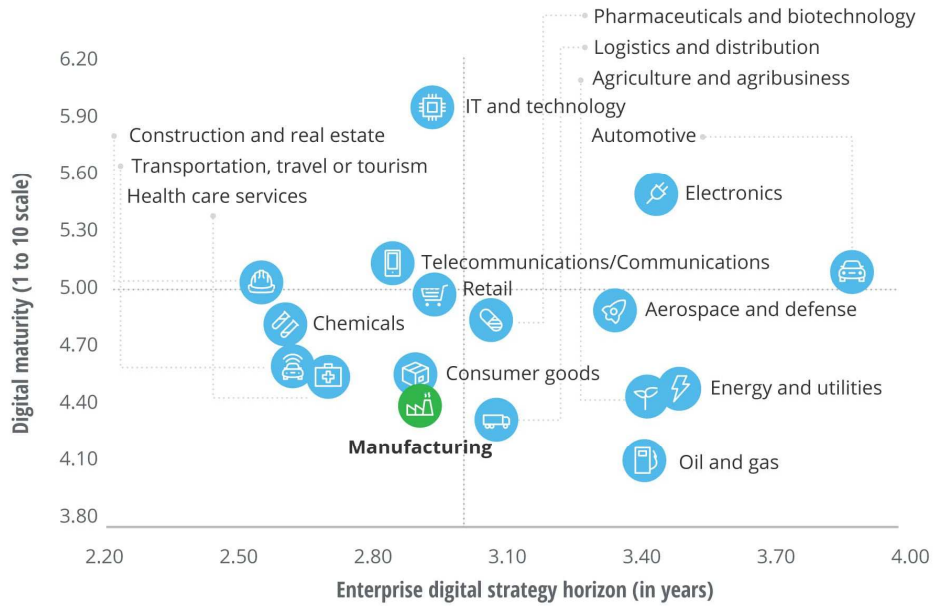 Pharmaceuticals and biotechnology
Logistics and distribution
Agriculture and agribusiness
IT and technology
Automotive
Construction and real estate
Transportation, travel or tourism
Health care services
Electronics
Telecommunications/Communications
Retail
Aerospace and defense
Chemicals
Consumer goods
Energy and utilities
Manufacturing
Oil and gas
Digital maturity (1 to 10 scale)
6.20
5.90
5.60
5.30
5.00
4.70
4.40
4.10
3.80
2.20 2.50 2.80 3.10 3.40 3.70 4.00
Enterprise digital strategy horizon (in years)